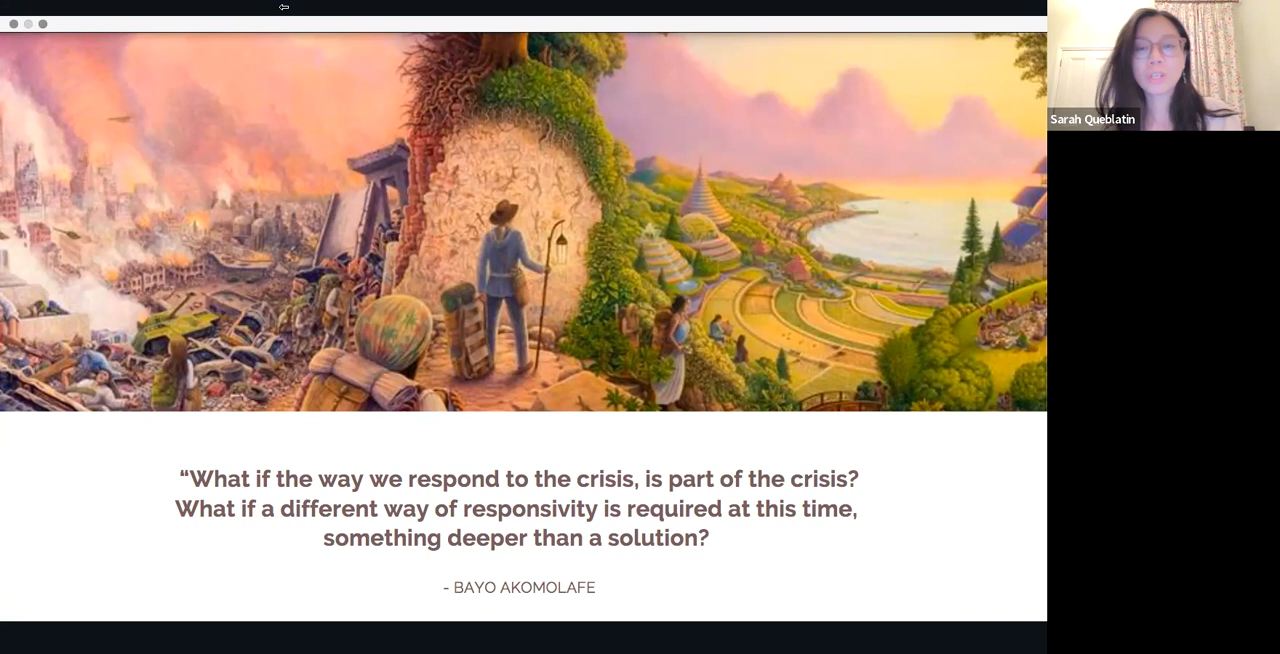 Sarah Queblatin
“What if the way we respond to the crisis, is part of the crisis?
What if a different way of responsivity is required at this time,
something deeper than a solution?
- BAYO AKOMOLAFE